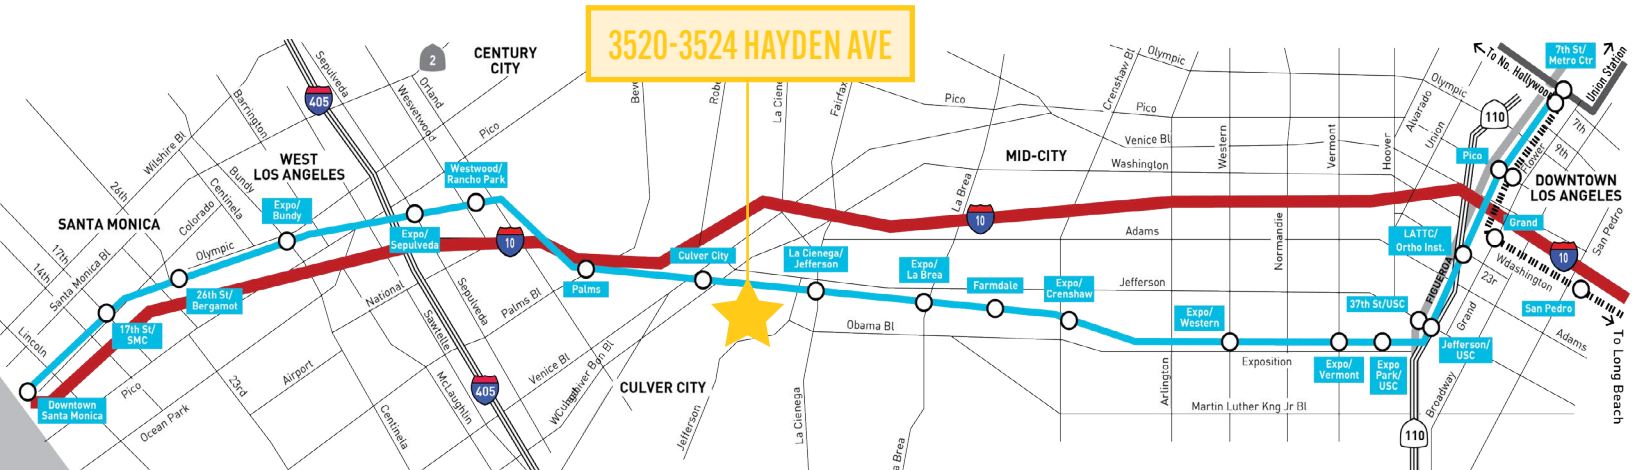 3520-3524 HAYDEN AVE
CENTURY
CITY
2
405
Sepulveda
Orland
Wesvetwood
Pico
Barrington
Wilshire Bl
WEST
LOS ANGELES
Bundy
Centinela
26th
Colorado
SANTA MONICA
Expo/
Bundy
Westwood/
Rancho Park
Expo/
Sepulveda
10
Olympic
17th
14th
Santa Monica Bl
26th St/
Bergamot
17th St/
SMC
Lincoln
Downtown
Santa Monica
Pico
Ocean Park
23rd
Airport
National
Sawtelle
Sepulveda
Palms Bl
McLaughlin
Centinela
405
Venice Bl
Palms
Culver City
CULVER CITY
Jefferson
La Cienega
La Cienega/
Jefferson
Obama Bl
Expo/
La Brea
Farmdale
Expo/
Crenshaw
Beve
Robe
La Ciene
Fairfax
Pico
La Brea
10
MID-CITY
Crenshaw Bl
Olympic
Pico
Venice Bl
Washington
Western
Vermont
Normandie
Hoover
Adams
Jefferson
Expo/
Western
Arlington
Exposition
Martin Luther Kng Jr Bl
Expo/
Vermont
Expo
Park/
USC
37th St/USC
Jefferson/
USC
LATTC/
Ortho Inst.
FIGUEROA
Alvarado
Union
Olympic
110
Pico
To No. Hollywood
7th St/
Metro Ctr
Union Station
7th
9th
Flower
DOWNTOWN
LOS ANGELES
Grand
San Pedro
10
Wdashington
23r
San Pedro
Grand
Adams
Broadway
110
To Long Beach
a Brea